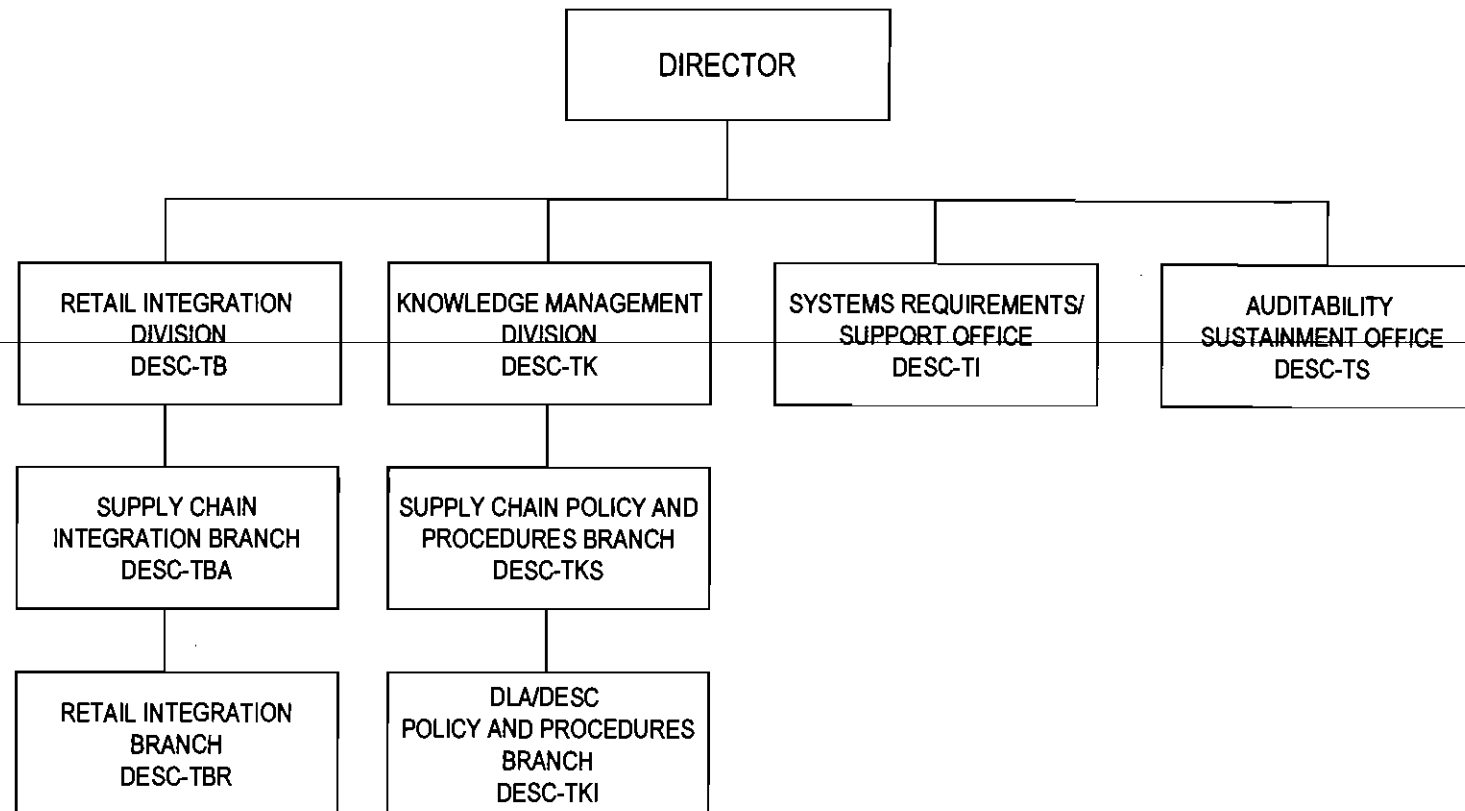 DIRECTOR
RETAIL INTEGRATION
DIVISION
DESC-TB
KNOWLEDGE MANAGEMENT
DIVISION
DESC-TK
SYSTEMS REQUIREMENTS/
SUPPORT OFFICE
DESC-TI
AUDITABILITY
SUSTAINMENT OFFICE
DESC-TS
SUPPLY CHAIN
INTEGRATION BRANCH
DESC-TBA
SUPPLY CHAIN POLICY AND
PROCEDURES BRANCH
DESC-TKS
RETAIL INTEGRATION
BRANCH
DESC-TBR
DLA/DESC
POLICY AND PROCEDURES
BRANCH
DESC-TKI